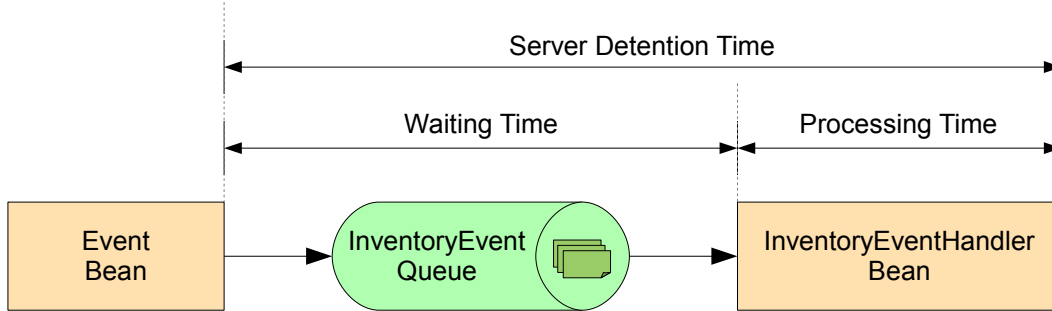 Server Detention Time
Waiting Time
Processing Time
Event
Bean
InventoryEvent
Queue
InventoryEventHandler
Bean